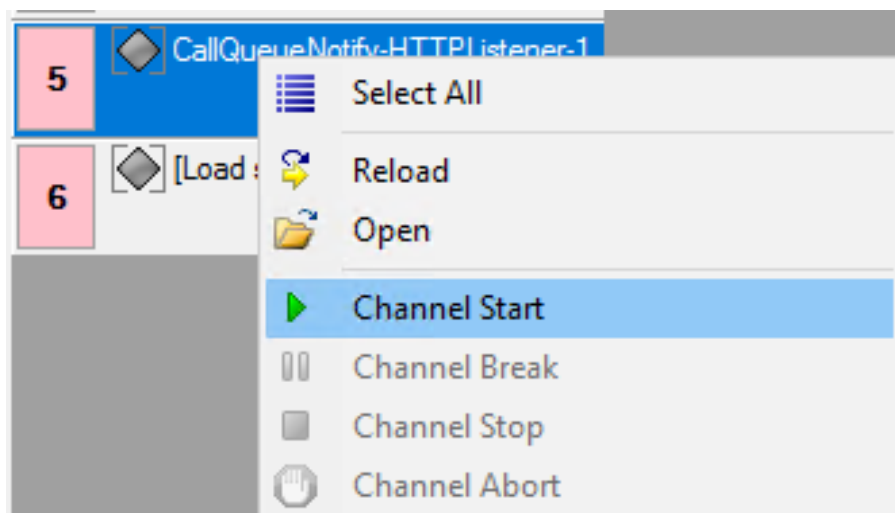 5 CallQueueNotify-HTTPListener-1
Select All
6 [Load
Reload
Open
Channel Start
Channel Break
Channel Stop
Channel Abort